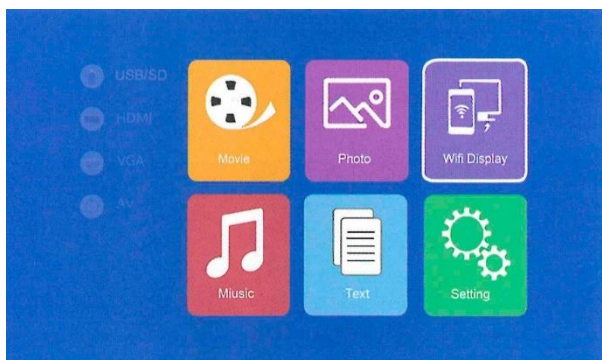 USB/SD
HDMI
VGA
AV
Movie
Photo
Wifi Display
Miusic
Text
Setting